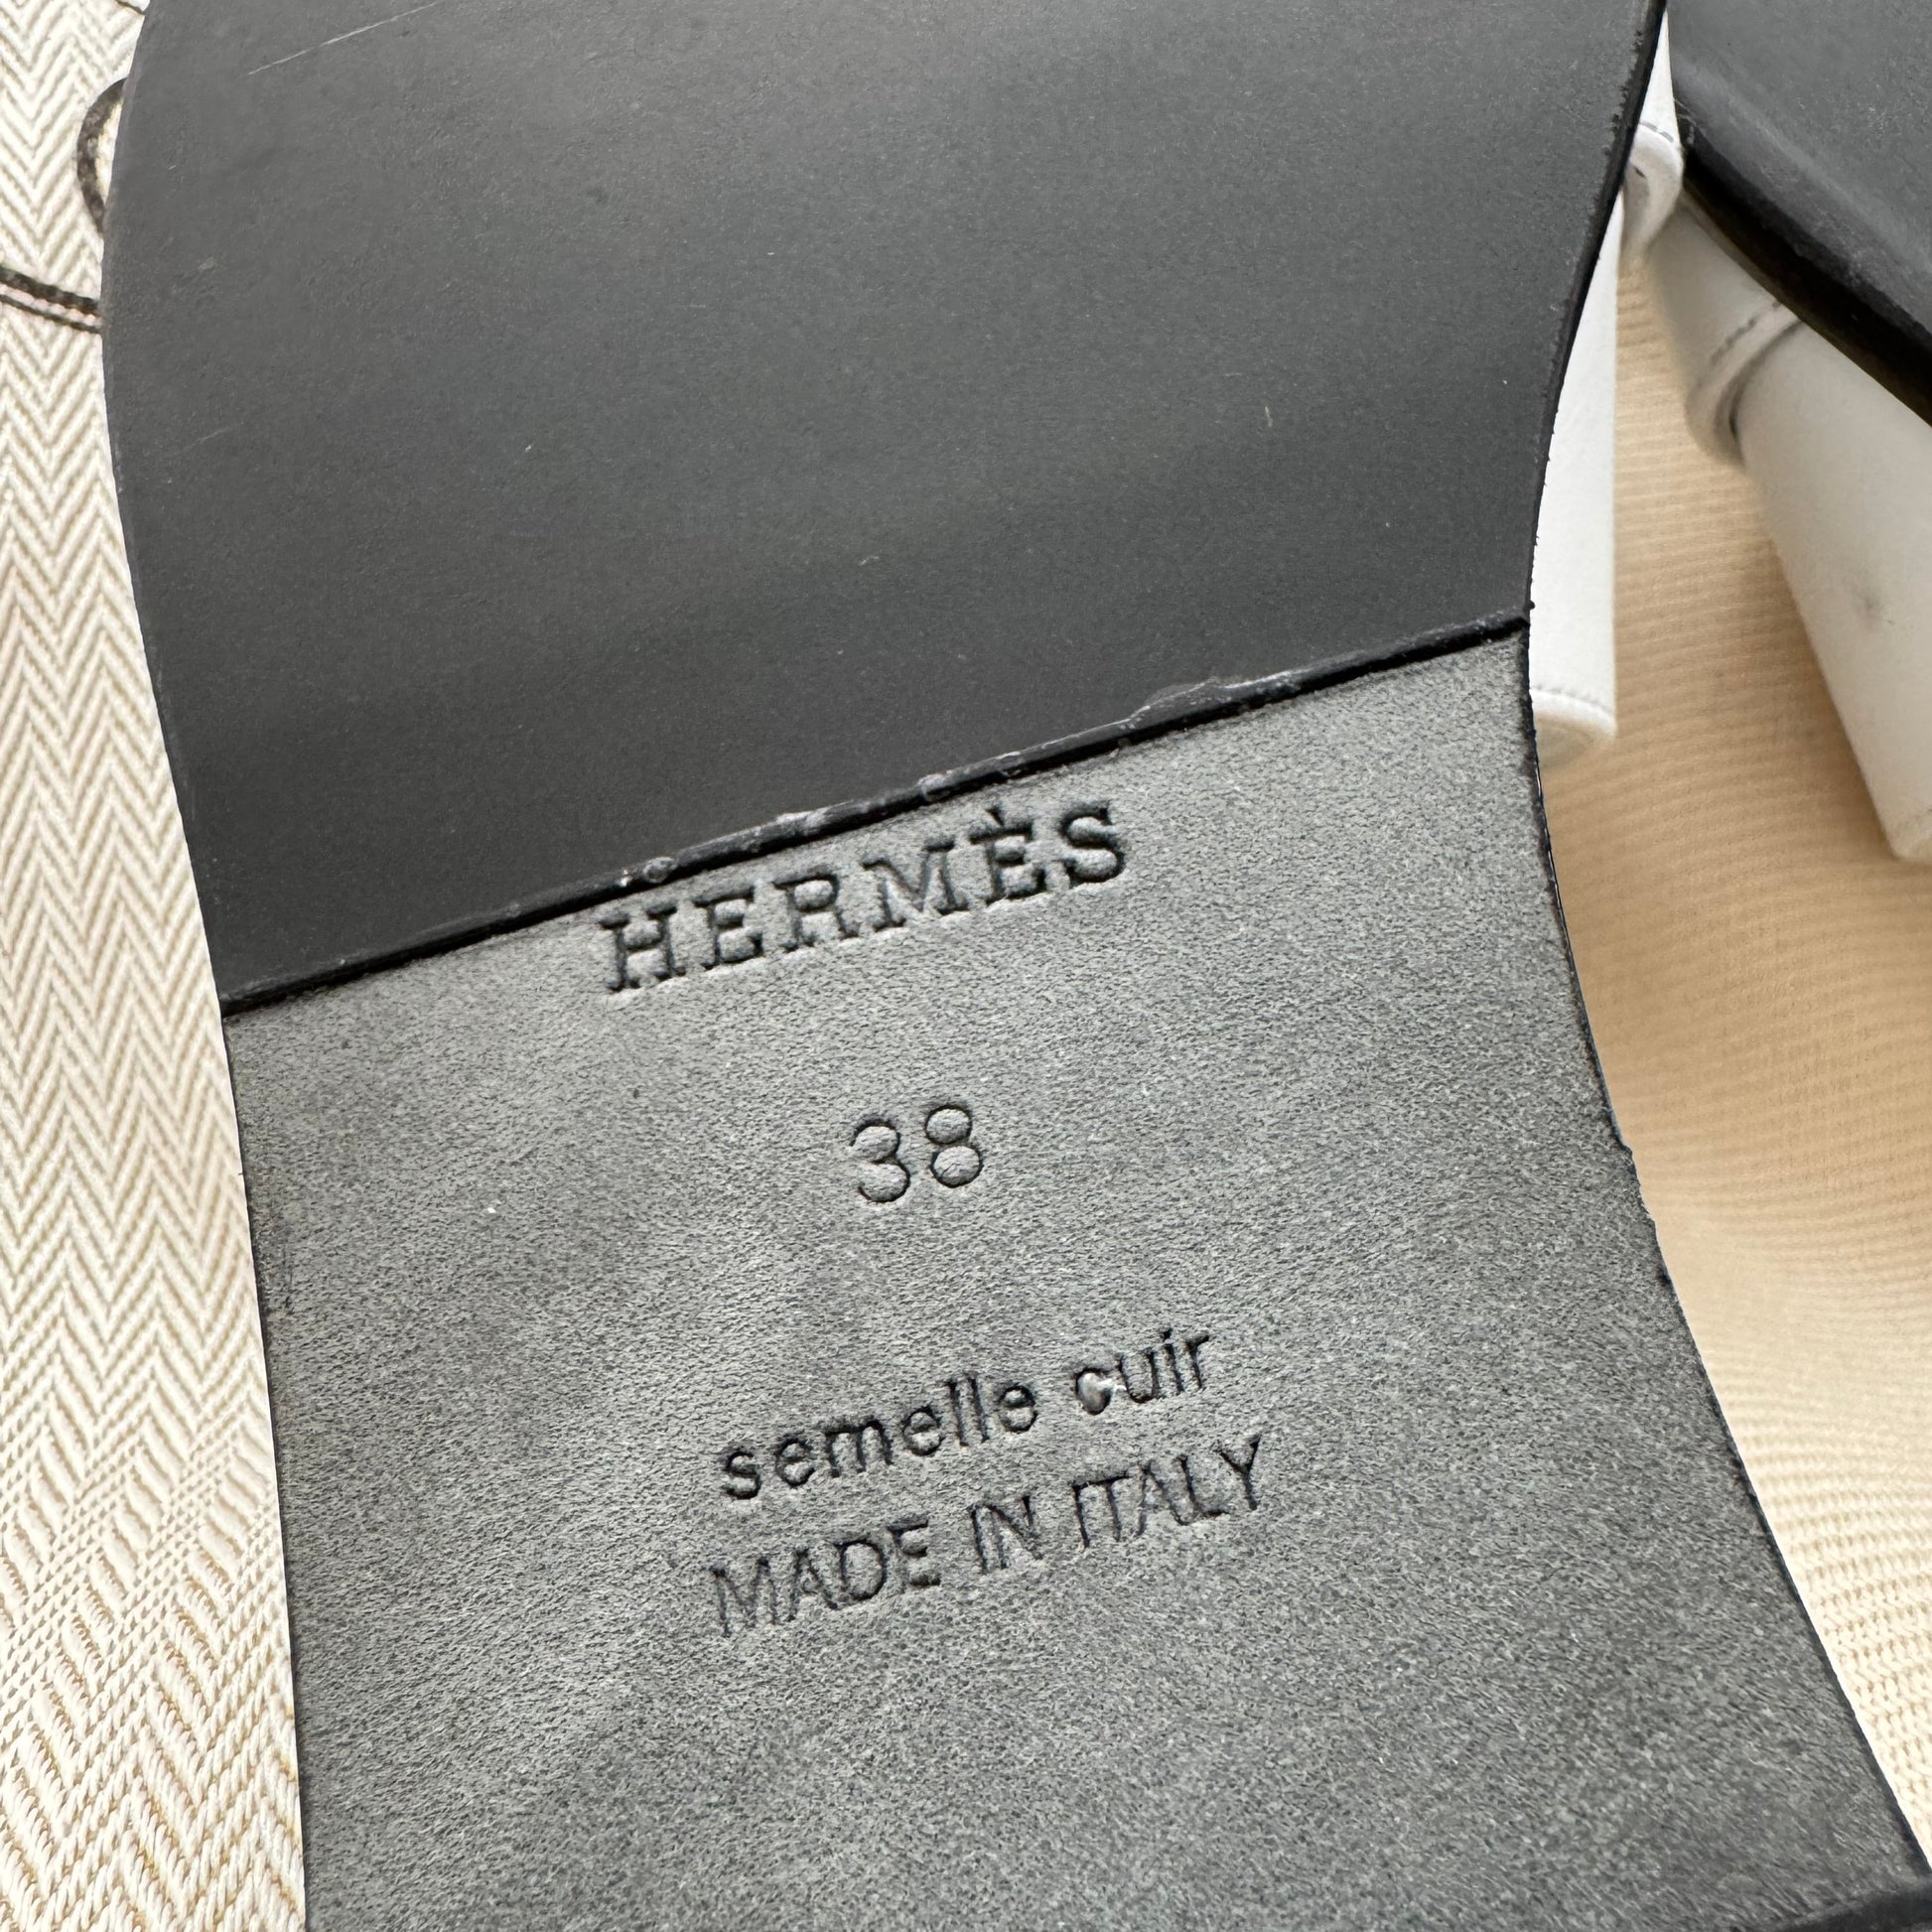 HERMÈS
38
semelle cuir
MADE IN ITALY